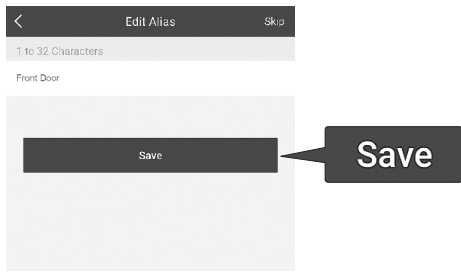 Edit Alias Skip
1 to 32 Characters
Front Door
Save
Save